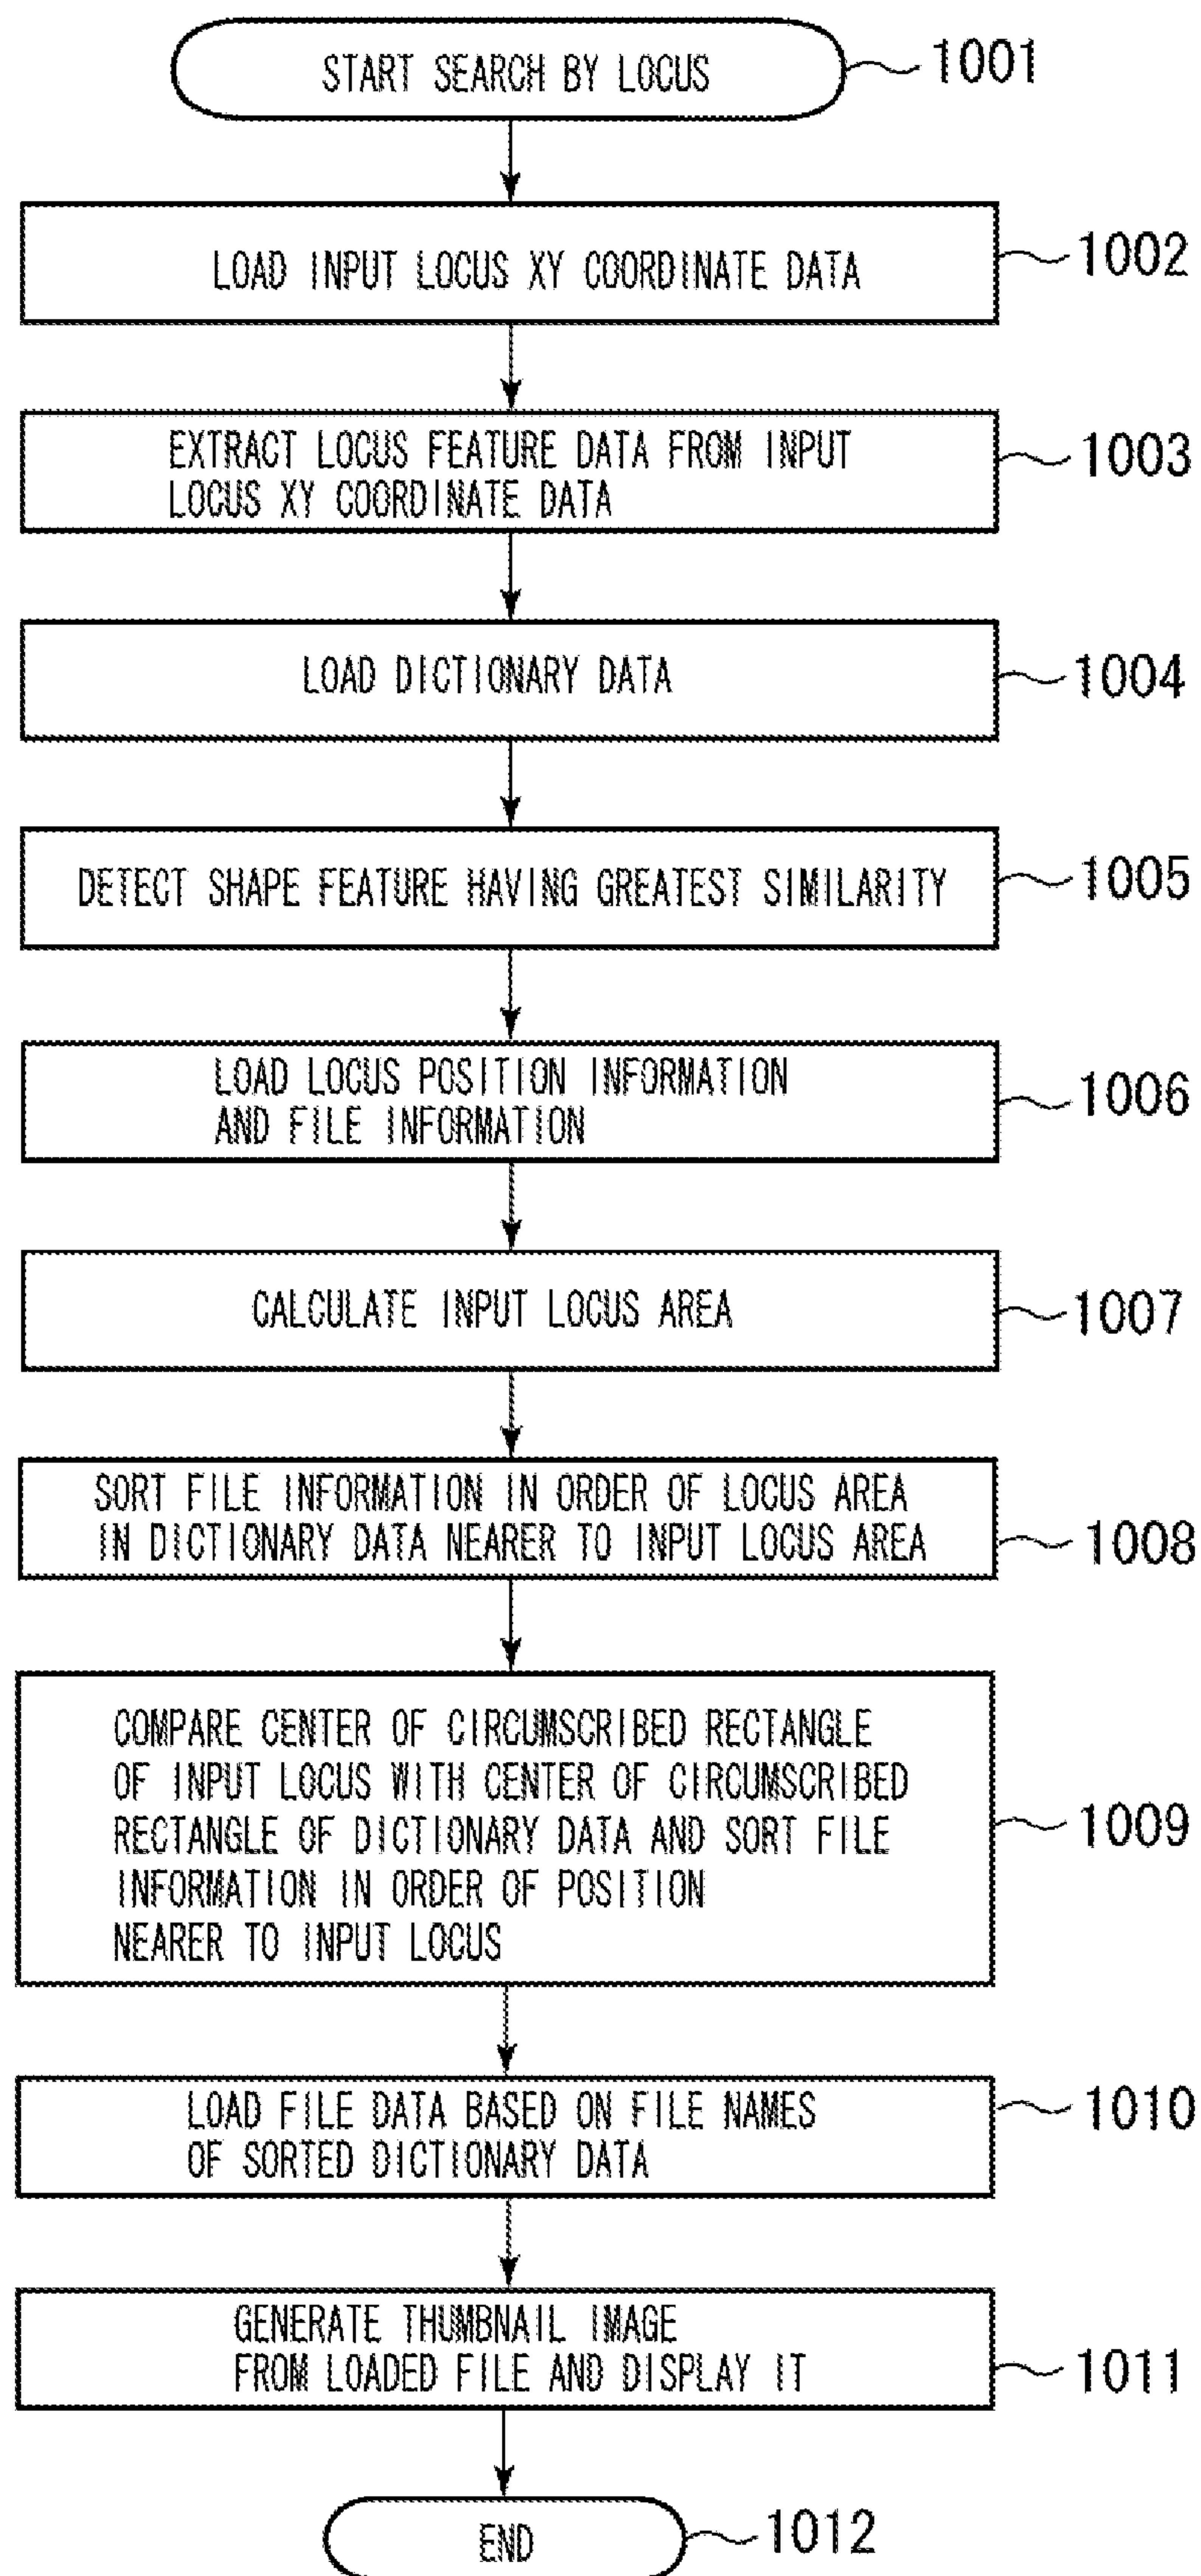 START SEARCH BY LOCUS
1001
LOAD INPUT LOCUS XY COORDINATE DATA
1002
EXTRACT LOCUS FEATURE DATA FROM INPUT
LOCUS XY COORDINATE DATA
1003
LOAD DICTIONARY DATA
1004
DETECT SHAPE FEATURE HAVING GREATEST SIMILARITY
1005
LOAD LOCUS POSITION INFORMATION
AND FILE INFORMATION
1006
CALCULATE INPUT LOCUS AREA
1007
SORT FILE INFORMATION IN ORDER OF LOCUS AREA
IN DICTIONARY DATA NEARER TO INPUT LOCUS AREA
1008
COMPARE CENTER OF CIRCUMSCRIBED RECTANGLE
OF INPUT LOCUS WITH CENTER OF CIRCUMSCRIBED
RECTANGLE OF DICTIONARY DATA AND SORT FILE
INFORMATION IN ORDER OF POSITION
NEARER TO INPUT LOCUS
1009
LOAD FILE DATA BASED ON FILE NAMES
OF SORTED DICTIONARY DATA
1010
GENERATE THUMBNAIL IMAGE
FROM LOADED FILE AND DISPLAY IT
1011
END
1012